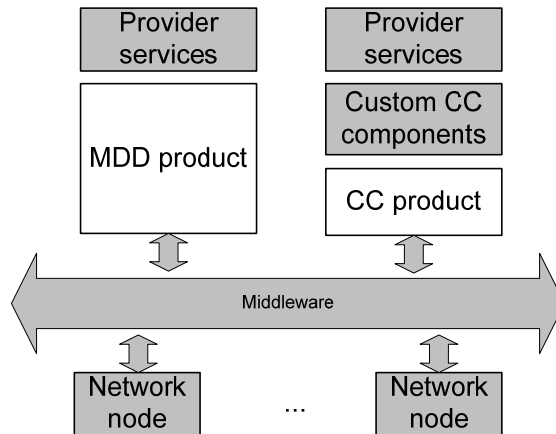 Provider
services
Provider
services
MDD product
Custom CC
components
CC product
Middleware
Network
node
...
Network
node